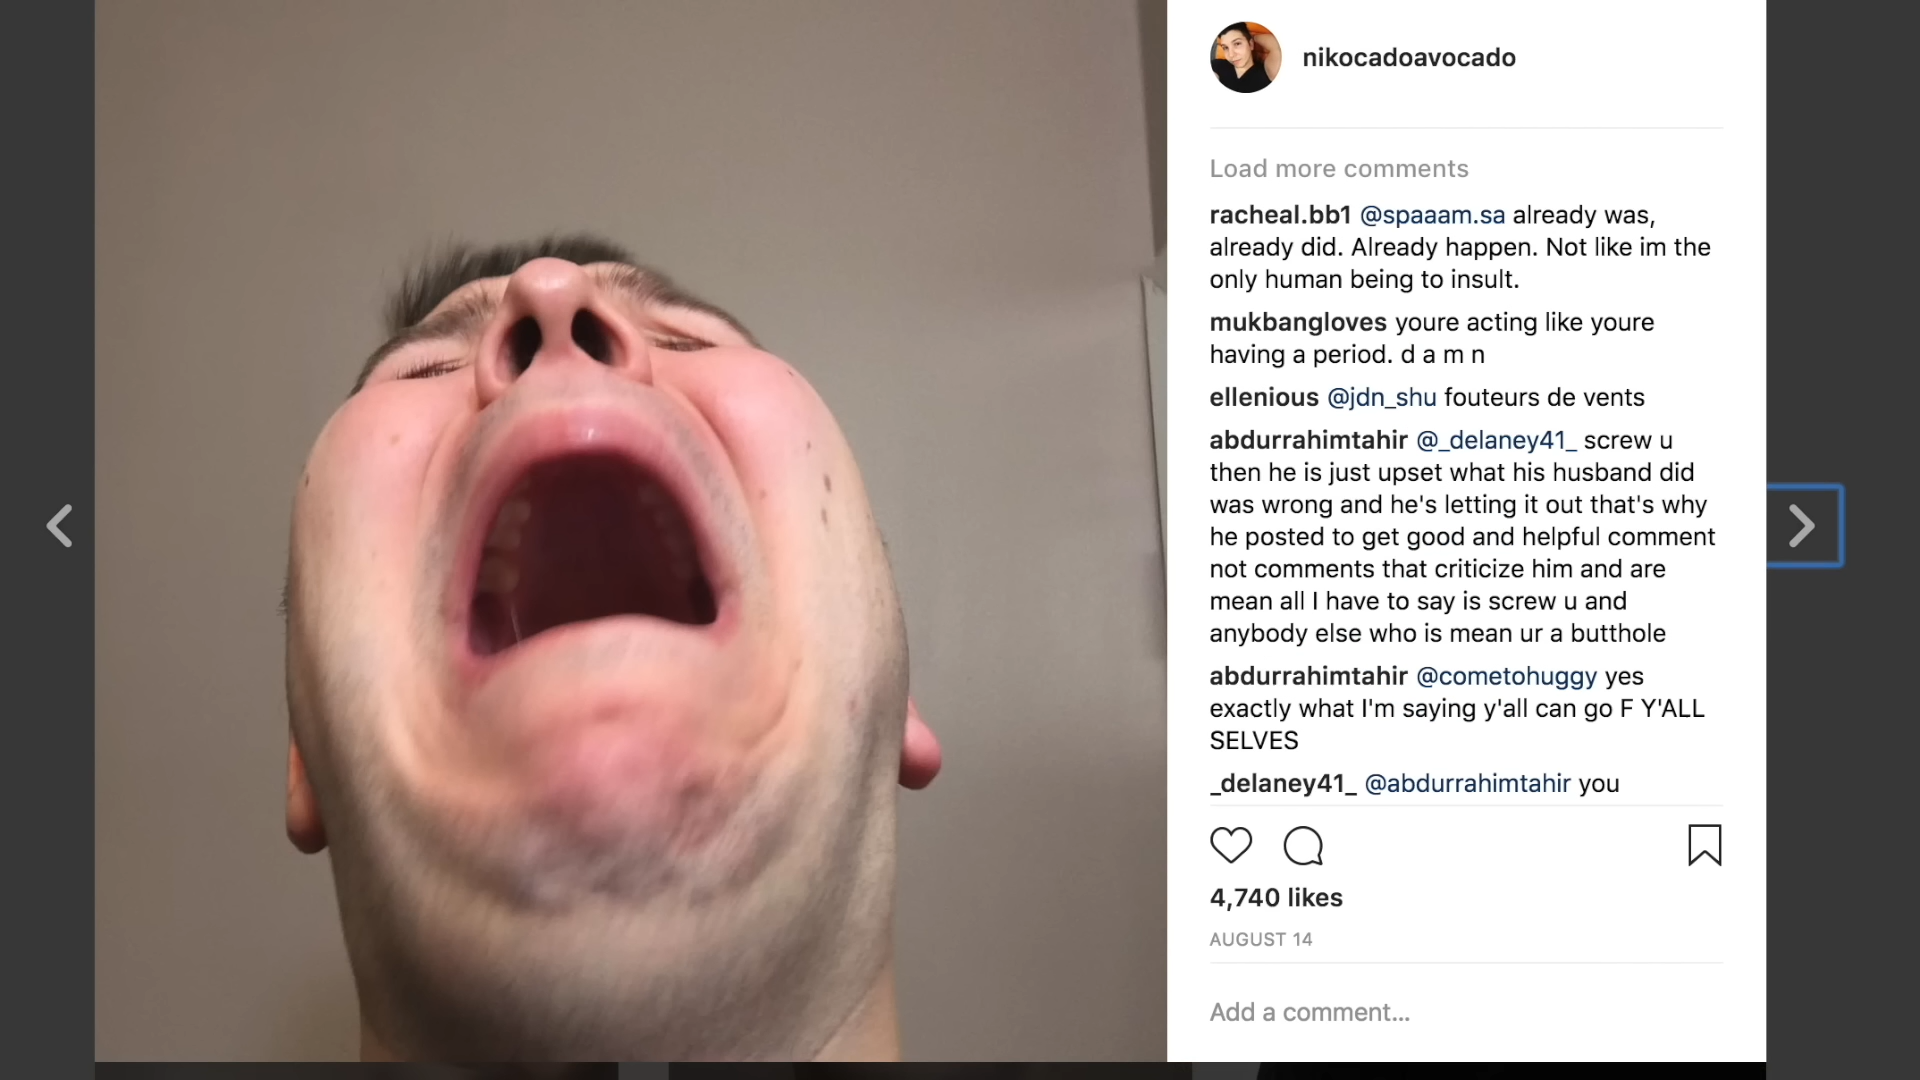 nikocadoavocado
Load more comments
racheal.bb1 @spaaam.sa already was,
already did. Already happen. Not like im the
only human being to insult.
mukbangloves youre acting like youre
having a period. d a m n
ellenious @jdn_shu fouteurs de vents
abdurrahimtahir @_delaney41_ screw u
then he is just upset what his husband did
was wrong and he's letting it out that's why
he posted to get good and helpful comment
not comments that criticize him and are
mean all I have to say is screw u and
anybody else who is mean ur a butthole
abdurrahimtahir @cometohuggy yes
exactly what I'm saying y'all can go F Y'ALL
SELVES
_delaney41_ @abdurrahimtahir you
4,740 likes
AUGUST 14
Add a comment...